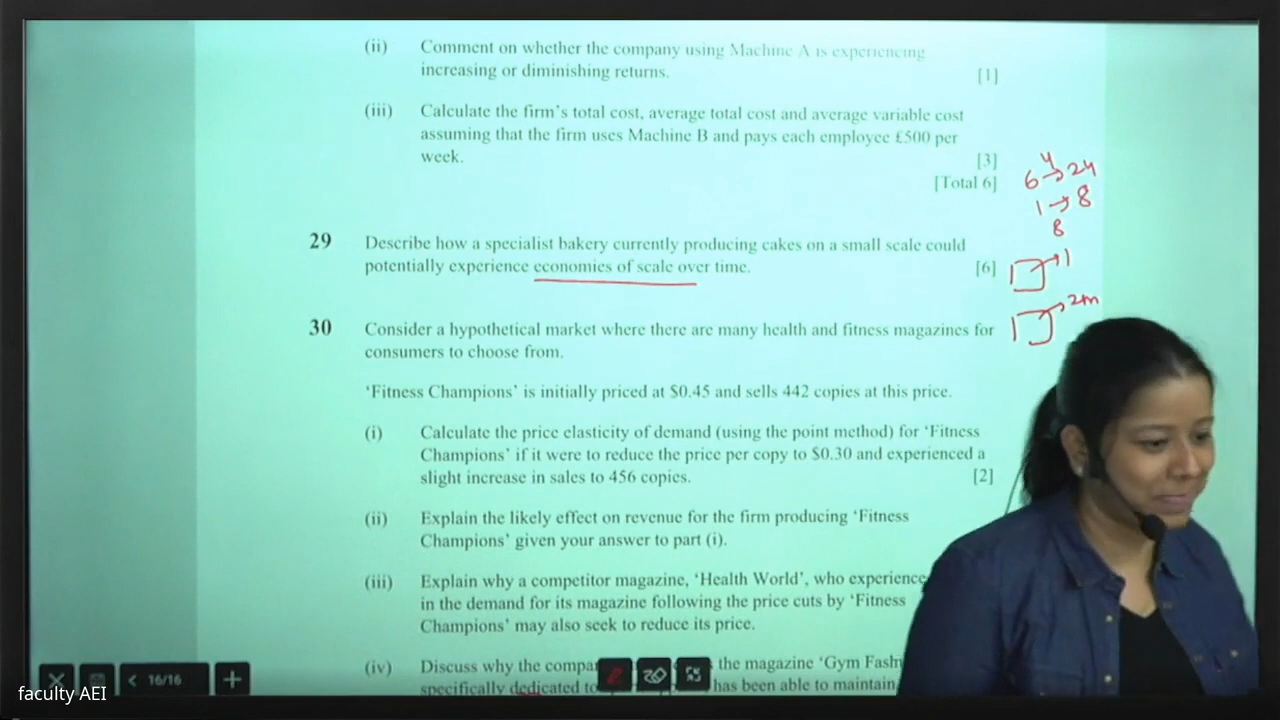 (ii) Comment on whether the company using Machine A is experiencing
increasing or diminishing returns. [1]
(iii) Calculate the firm's total cost, average total cost and average variable cost
assuming that the firm uses Machine B and pays each employee £500 per
week. [3]
[Total 6]
4
6 → 24
1 → 8
8
29 Describe how a specialist bakery currently producing cakes on a small scale could
potentially experience economies of scale over time. [6]
→ 1
→ 2m
30 Consider a hypothetical market where there are many health and fitness magazines for
consumers to choose from.
'Fitness Champions' is initially priced at $0.45 and sells 442 copies at this price.
(i) Calculate the price elasticity of demand (using the point method) for 'Fitness
Champions' if it were to reduce the price per copy to $0.30 and experienced a
slight increase in sales to 456 copies. [2]
(ii) Explain the likely effect on revenue for the firm producing 'Fitness
Champions' given your answer to part (i).
(iii) Explain why a competitor magazine, 'Health World', who experience
in the demand for its magazine following the price cuts by 'Fitness
Champions' may also seek to reduce its price.
(iv) Discuss why the compa the magazine 'Gym Fash
specifically dedicated to has been able to maintain
16/16
faculty AEI